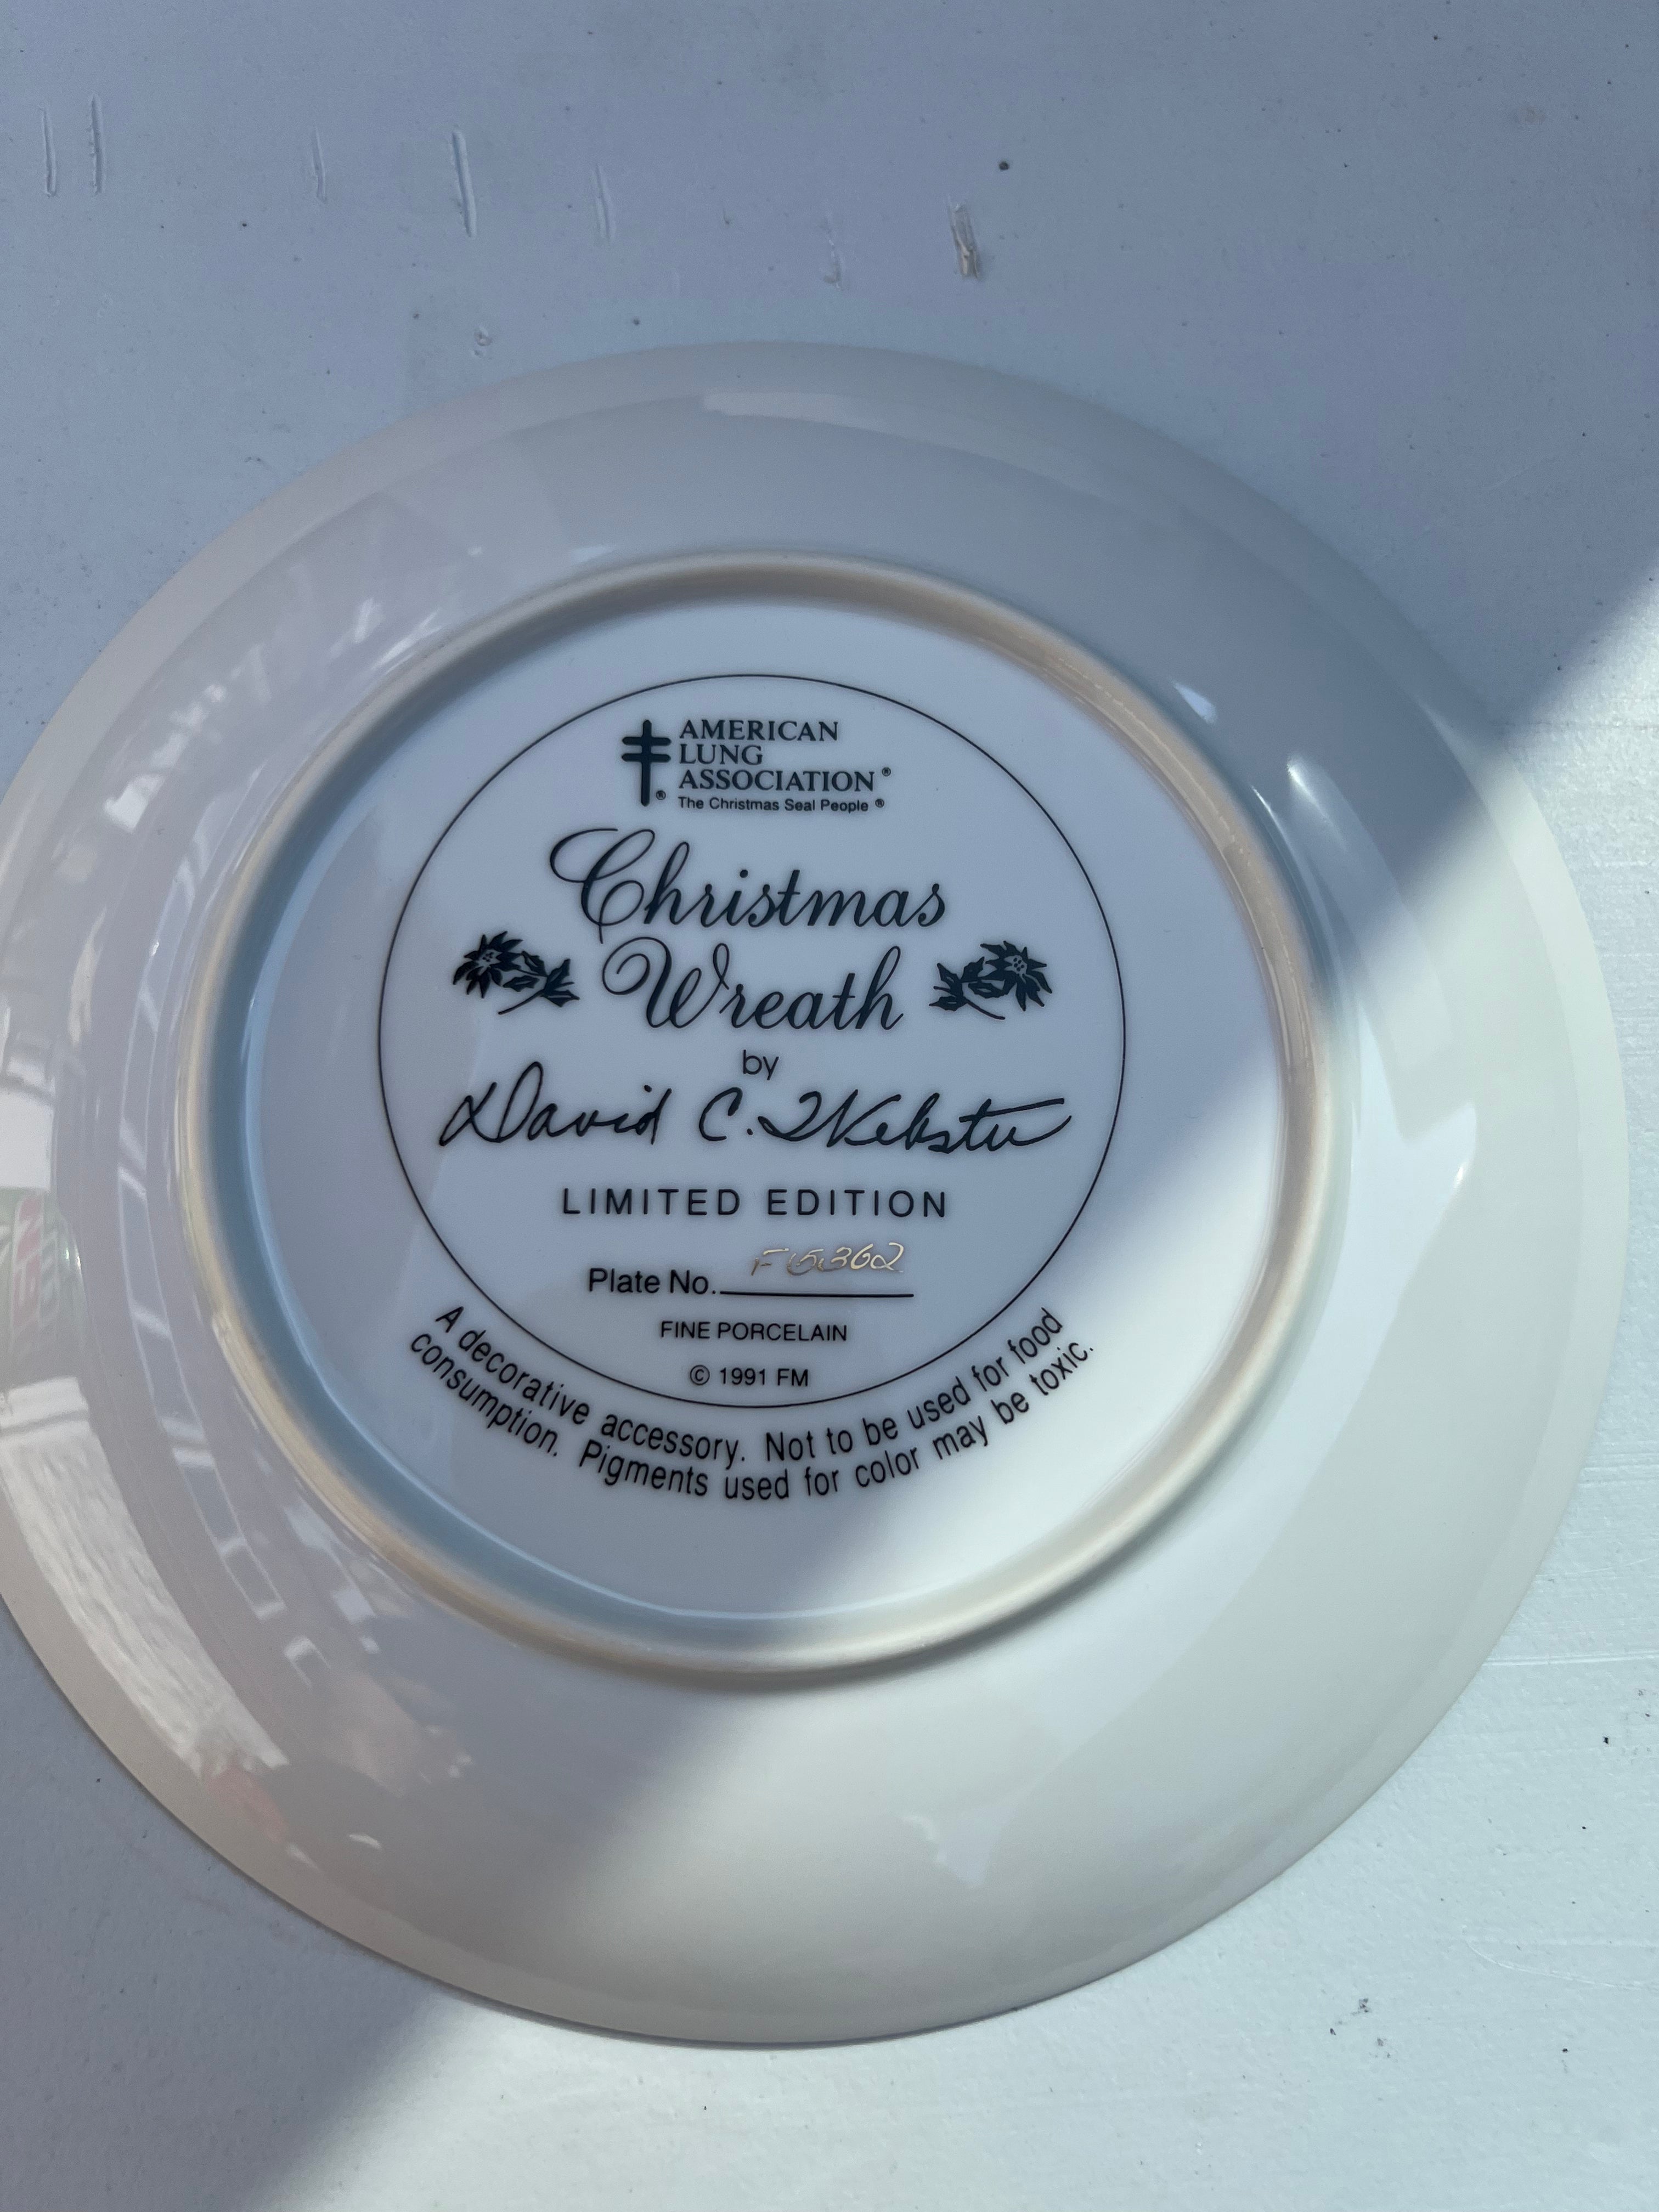 AMERICAN
LUNG
ASSOCIATION®
® The Christmas Seal People®
Christmas
Wreath
by
David C. Webster
LIMITED EDITION
Plate No. F5362
FINE PORCELAIN
© 1991 FM
A decorative accessory. Not to be used for food
consumption. Pigments used for color may be toxic.